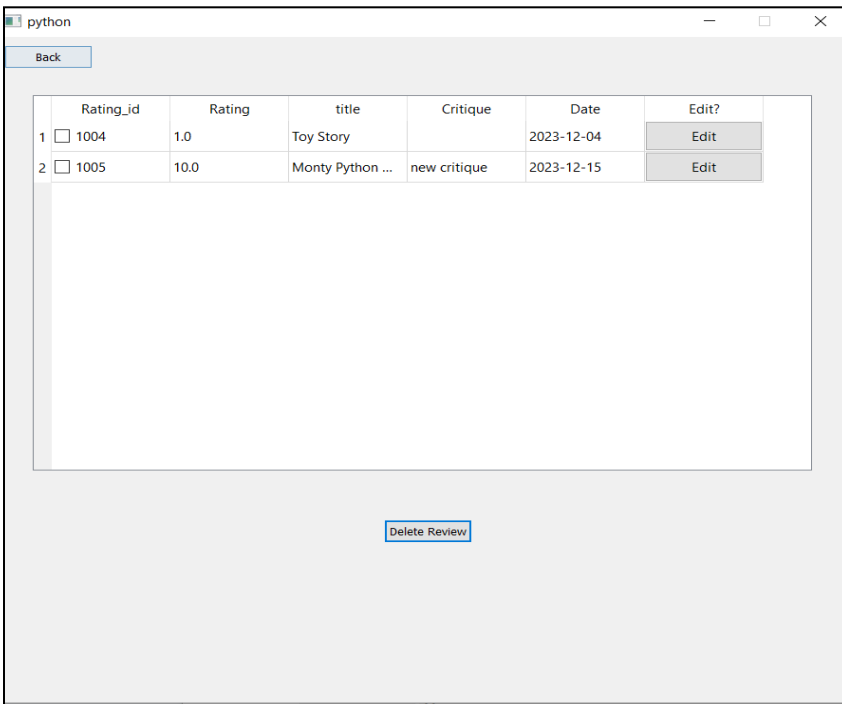 python
Back
Rating_id Rating title Critique Date Edit?
1 1004 1.0 Toy Story 2023-12-04 Edit
2 1005 10.0 Monty Python ... new critique 2023-12-15 Edit
Delete Review